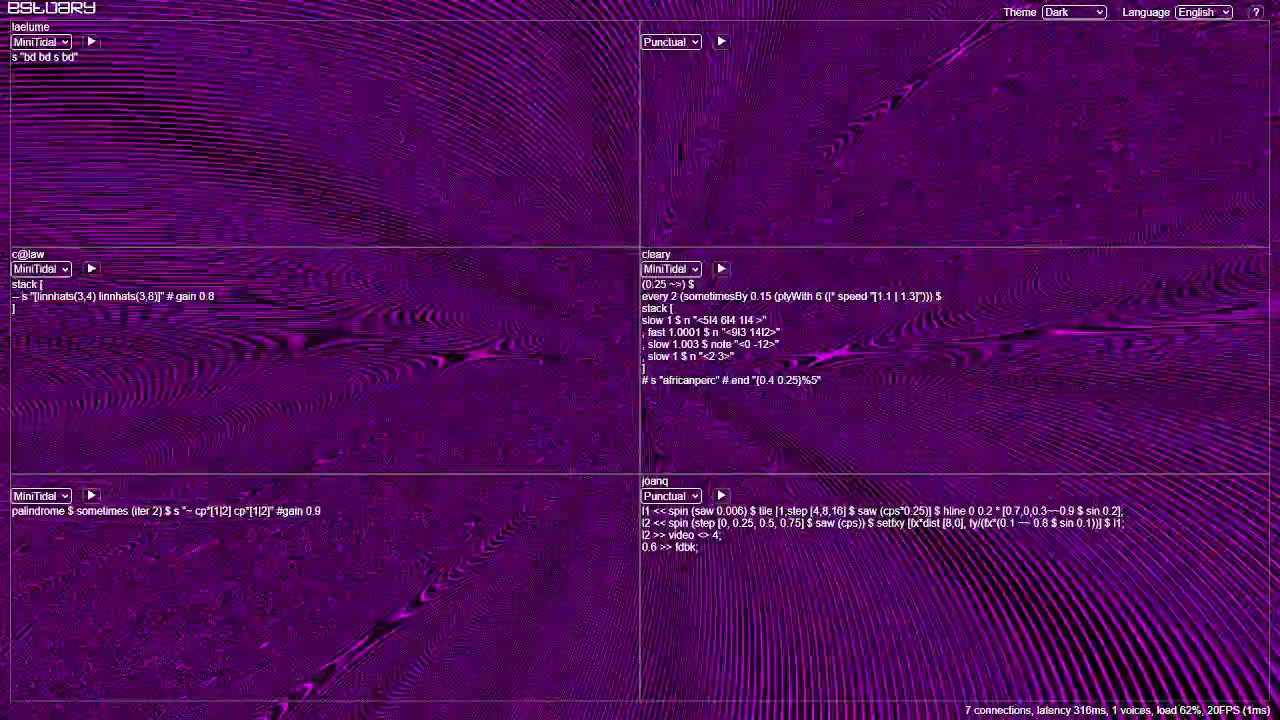 ESTUARY
Theme Dark Language English ?
laelume
MiniTidal
s "bd bd s bd"
Punctual
c@law
MiniTidal
stack [
-- s "[linnhats(3,4) linnhats(3,8)]" # gain 0.8
]
cleary
MiniTidal
(0.25 ~>) $
every 2 (sometimesBy 0.15 (plyWith 6 (|* speed "[1.1 | 1.3]"))) $
stack [
slow 1 $ n "<5!4 6!4 1!4 >"
, fast 1.0001 $ n "<9!3 14!2>"
, slow 1.003 $ note "<0 -12>"
, slow 1 $ n "<2 3>"
]
# s "africanperc" # end "{0.4 0.25}%5"
MiniTidal
palindrome $ sometimes (iter 2) $ s "~ cp*[1|2] cp*[1|2]" #gain 0.9
joanq
Punctual
l1 << spin (saw 0.006) $ tile [1,step [4,8,16] $ saw (cps*0.25)] $ hline 0 0.2 * [0.7,0,0.3~~0.9 $ sin 0.2];
l2 << spin (step [0, 0.25, 0.5, 0.75] $ saw (cps)) $ setfxy [fx*dist [8,0], fy/(fx*(0.1 ~~ 0.8 $ sin 0.1))] $ l1;
l2 >> video <> 4;
0.6 >> fdbk;
7 connections, latency 316ms, 1 voices, load 62%, 20FPS (1ms)